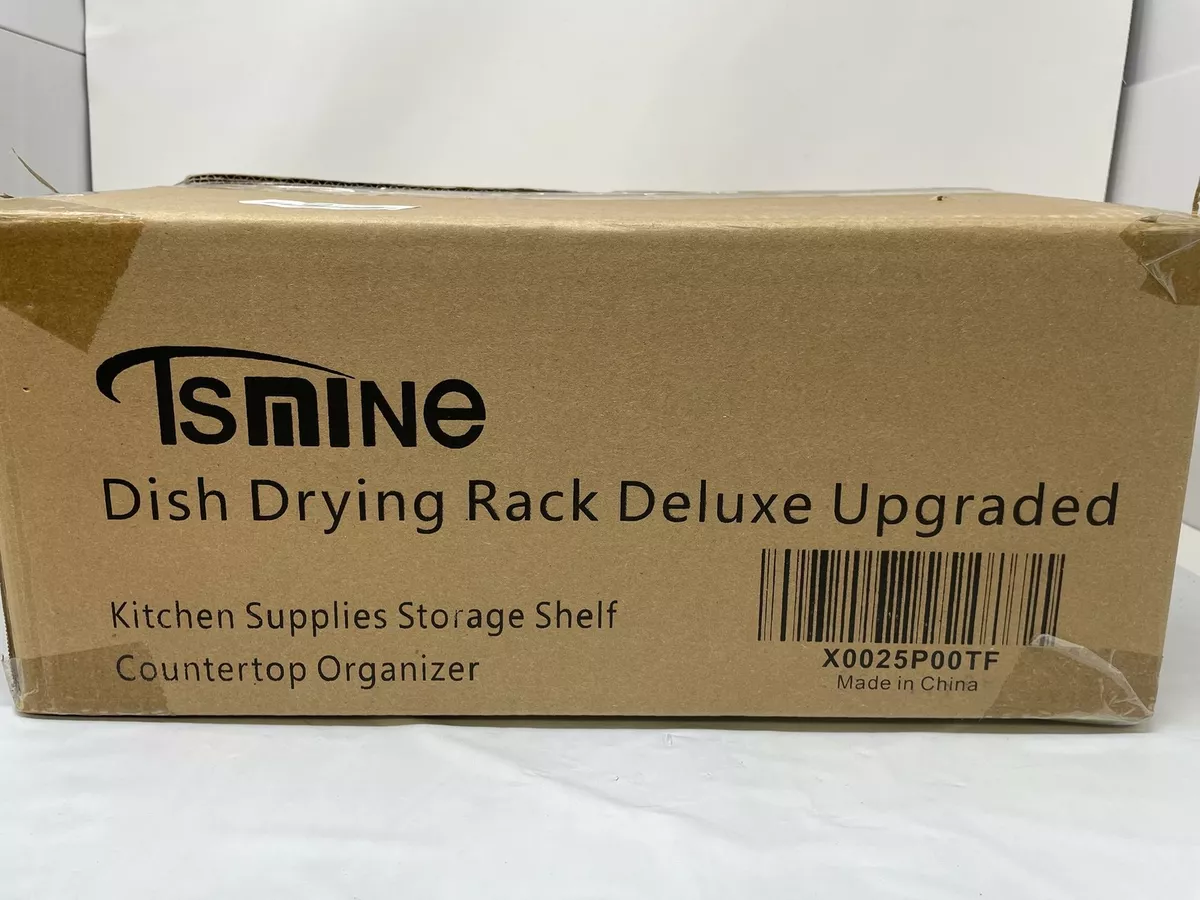 TSMINE
Dish Drying Rack Deluxe Upgraded
Kitchen Supplies Storage Shelf
Countertop Organizer
X0025P00TF
Made in China